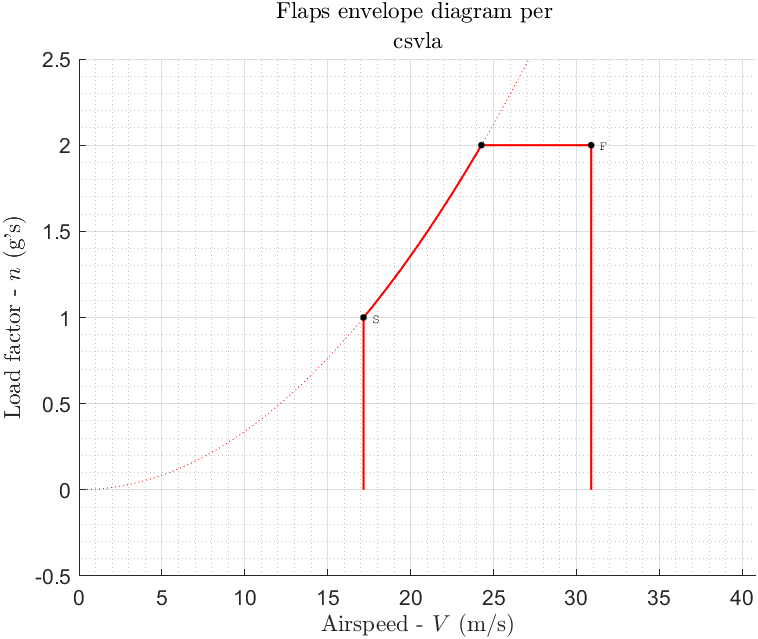 Flaps envelope diagram per
csvla
2.5
2
1.5
1
0.5
0
-0.5
F
S
0 5 10 15 20 25 30 35 40
Load factor - n (g's)
Airspeed - V (m/s)